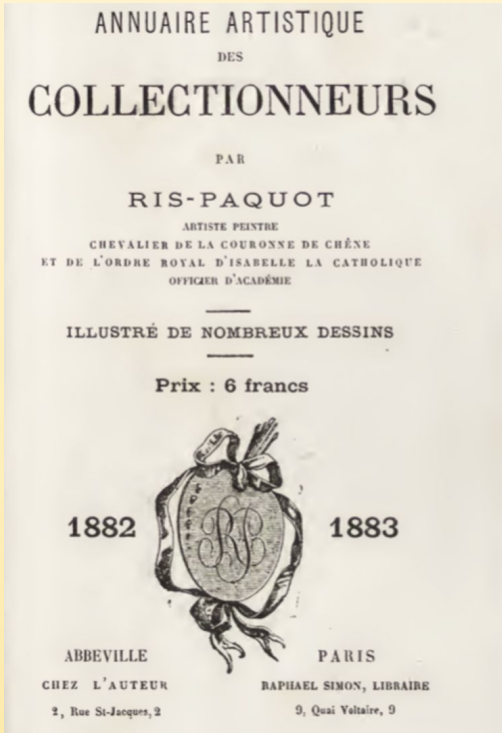 ANNUAIRE ARTISTIQUE
DES
COLLECTIONNEURS
PAR
RIS-PAQUOT
ARTISTE PEINTRE
CHEVALIER DE LA COURONNE DE CHÊNE
ET DE L'ORDRE ROYAL D'ISABELLE LA CATHOLIQUE
OFFICIER D'ACADÉMIE
ILLUSTRÉ DE NOMBREUX DESSINS
Prix : 6 francs
1882 1883
ABBEVILLE
CHEZ L'AUTEUR
2, Rue St-Jacques, 2
PARIS
RAPHAEL SIMON, LIBRAIRE
9, Quai Voltaire, 9